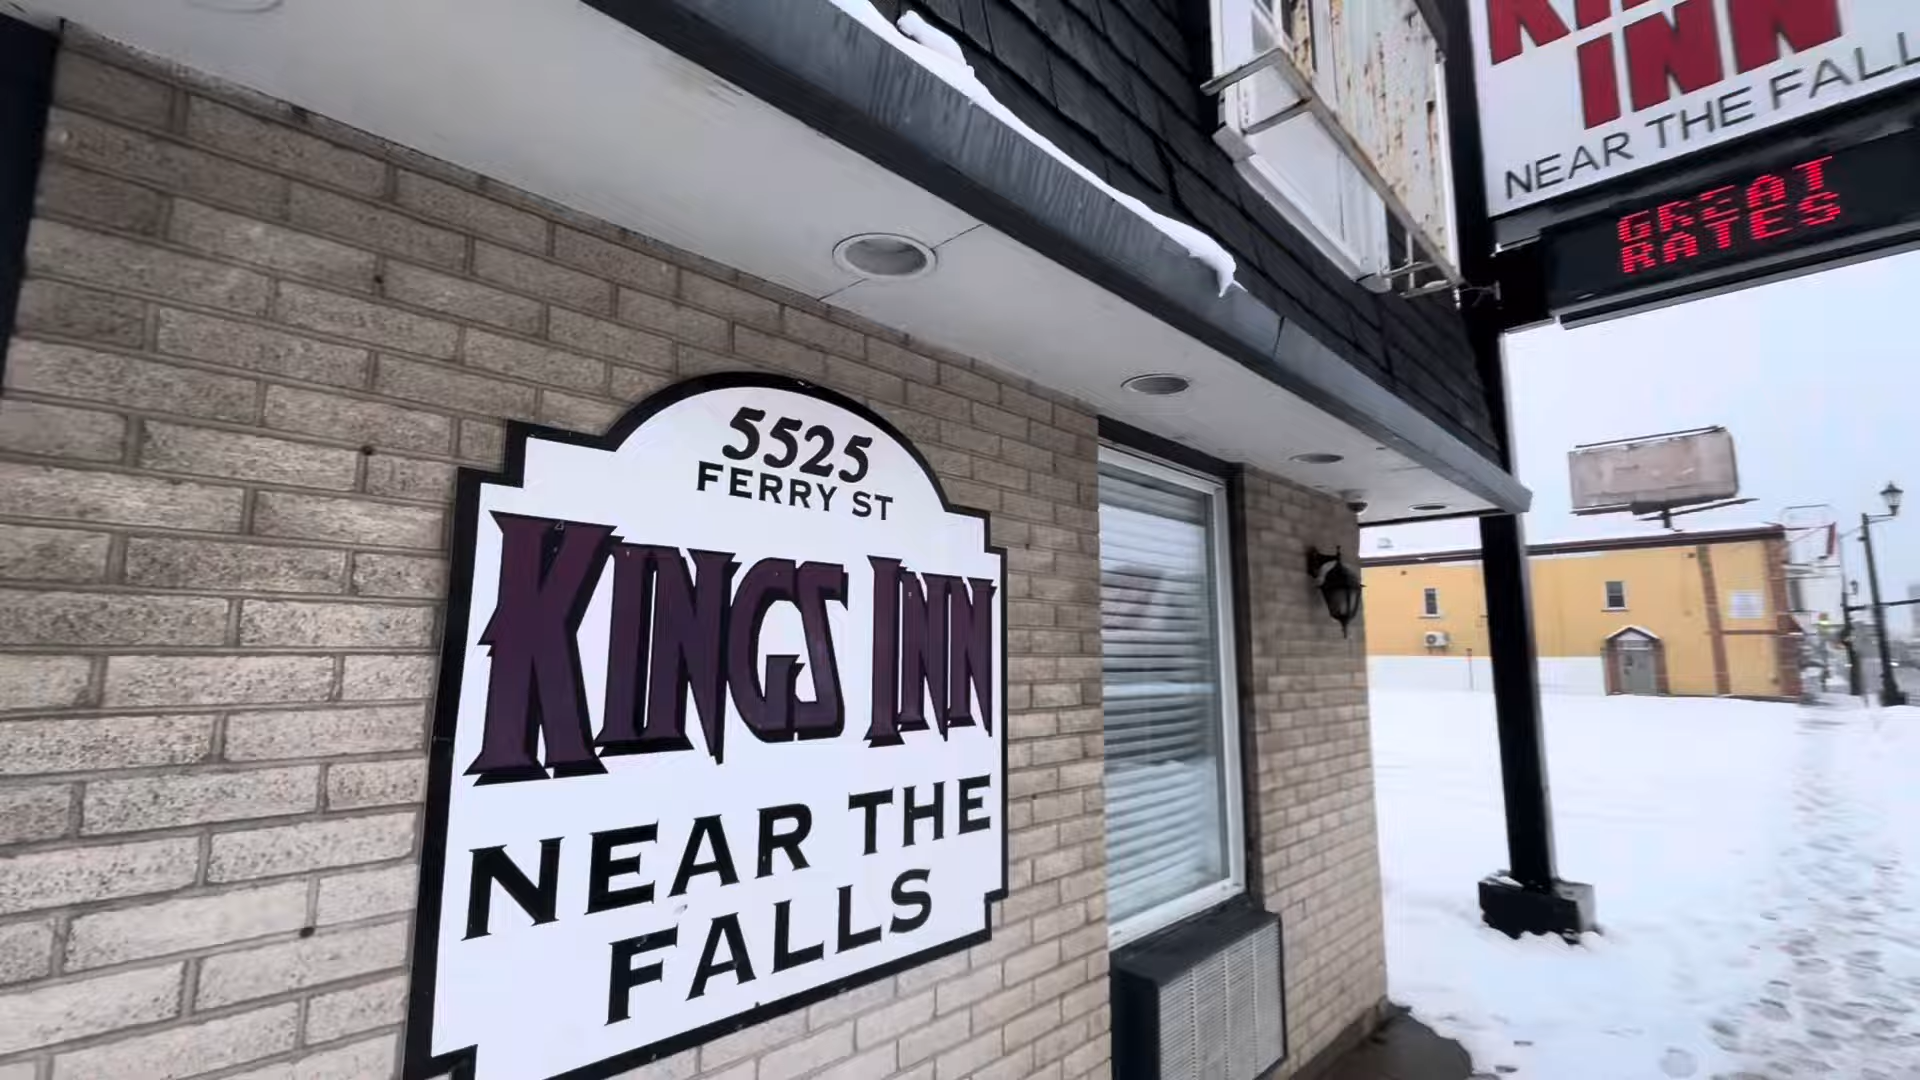 5525
FERRY ST
KINGS INN
NEAR THE
FALLS
INN
NEAR THE FALL
GREAT
RATES